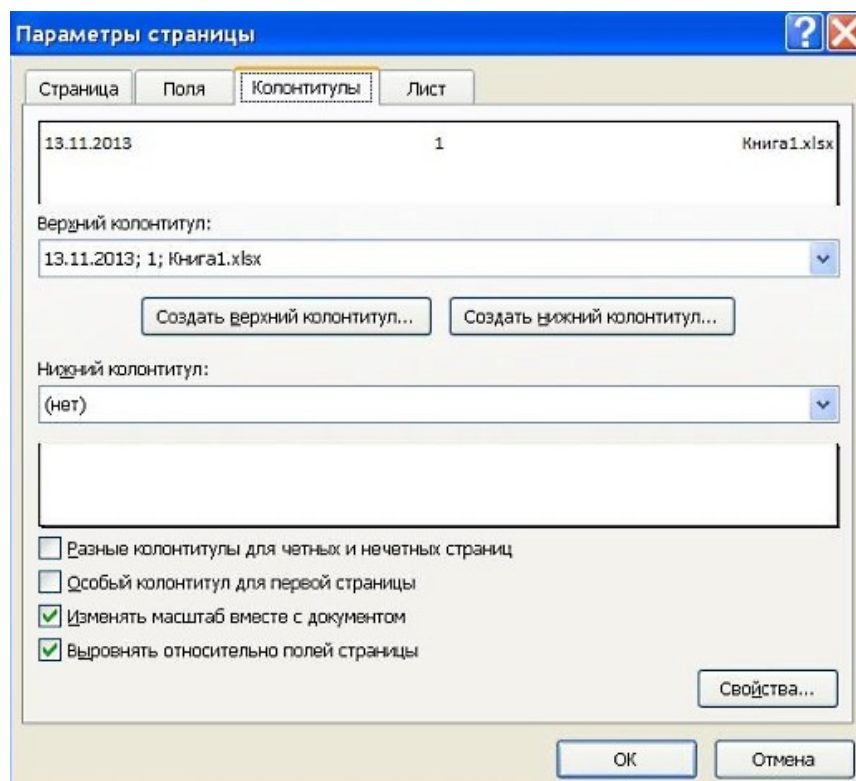 Параметры страницы
Страница Поля Колонтитулы Лист
13.11.2013 1 Книга1.xlsx
Верхний колонтитул:
13.11.2013; 1; Книга1.xlsx
Создать верхний колонтитул... Создать нижний колонтитул...
Нижний колонтитул:
(нет)
Разные колонтитулы для четных и нечетных страниц
Особый колонтитул для первой страницы
Изменять масштаб вместе с документом
Выровнять относительно полей страницы
Свойства...
ОК Отмена